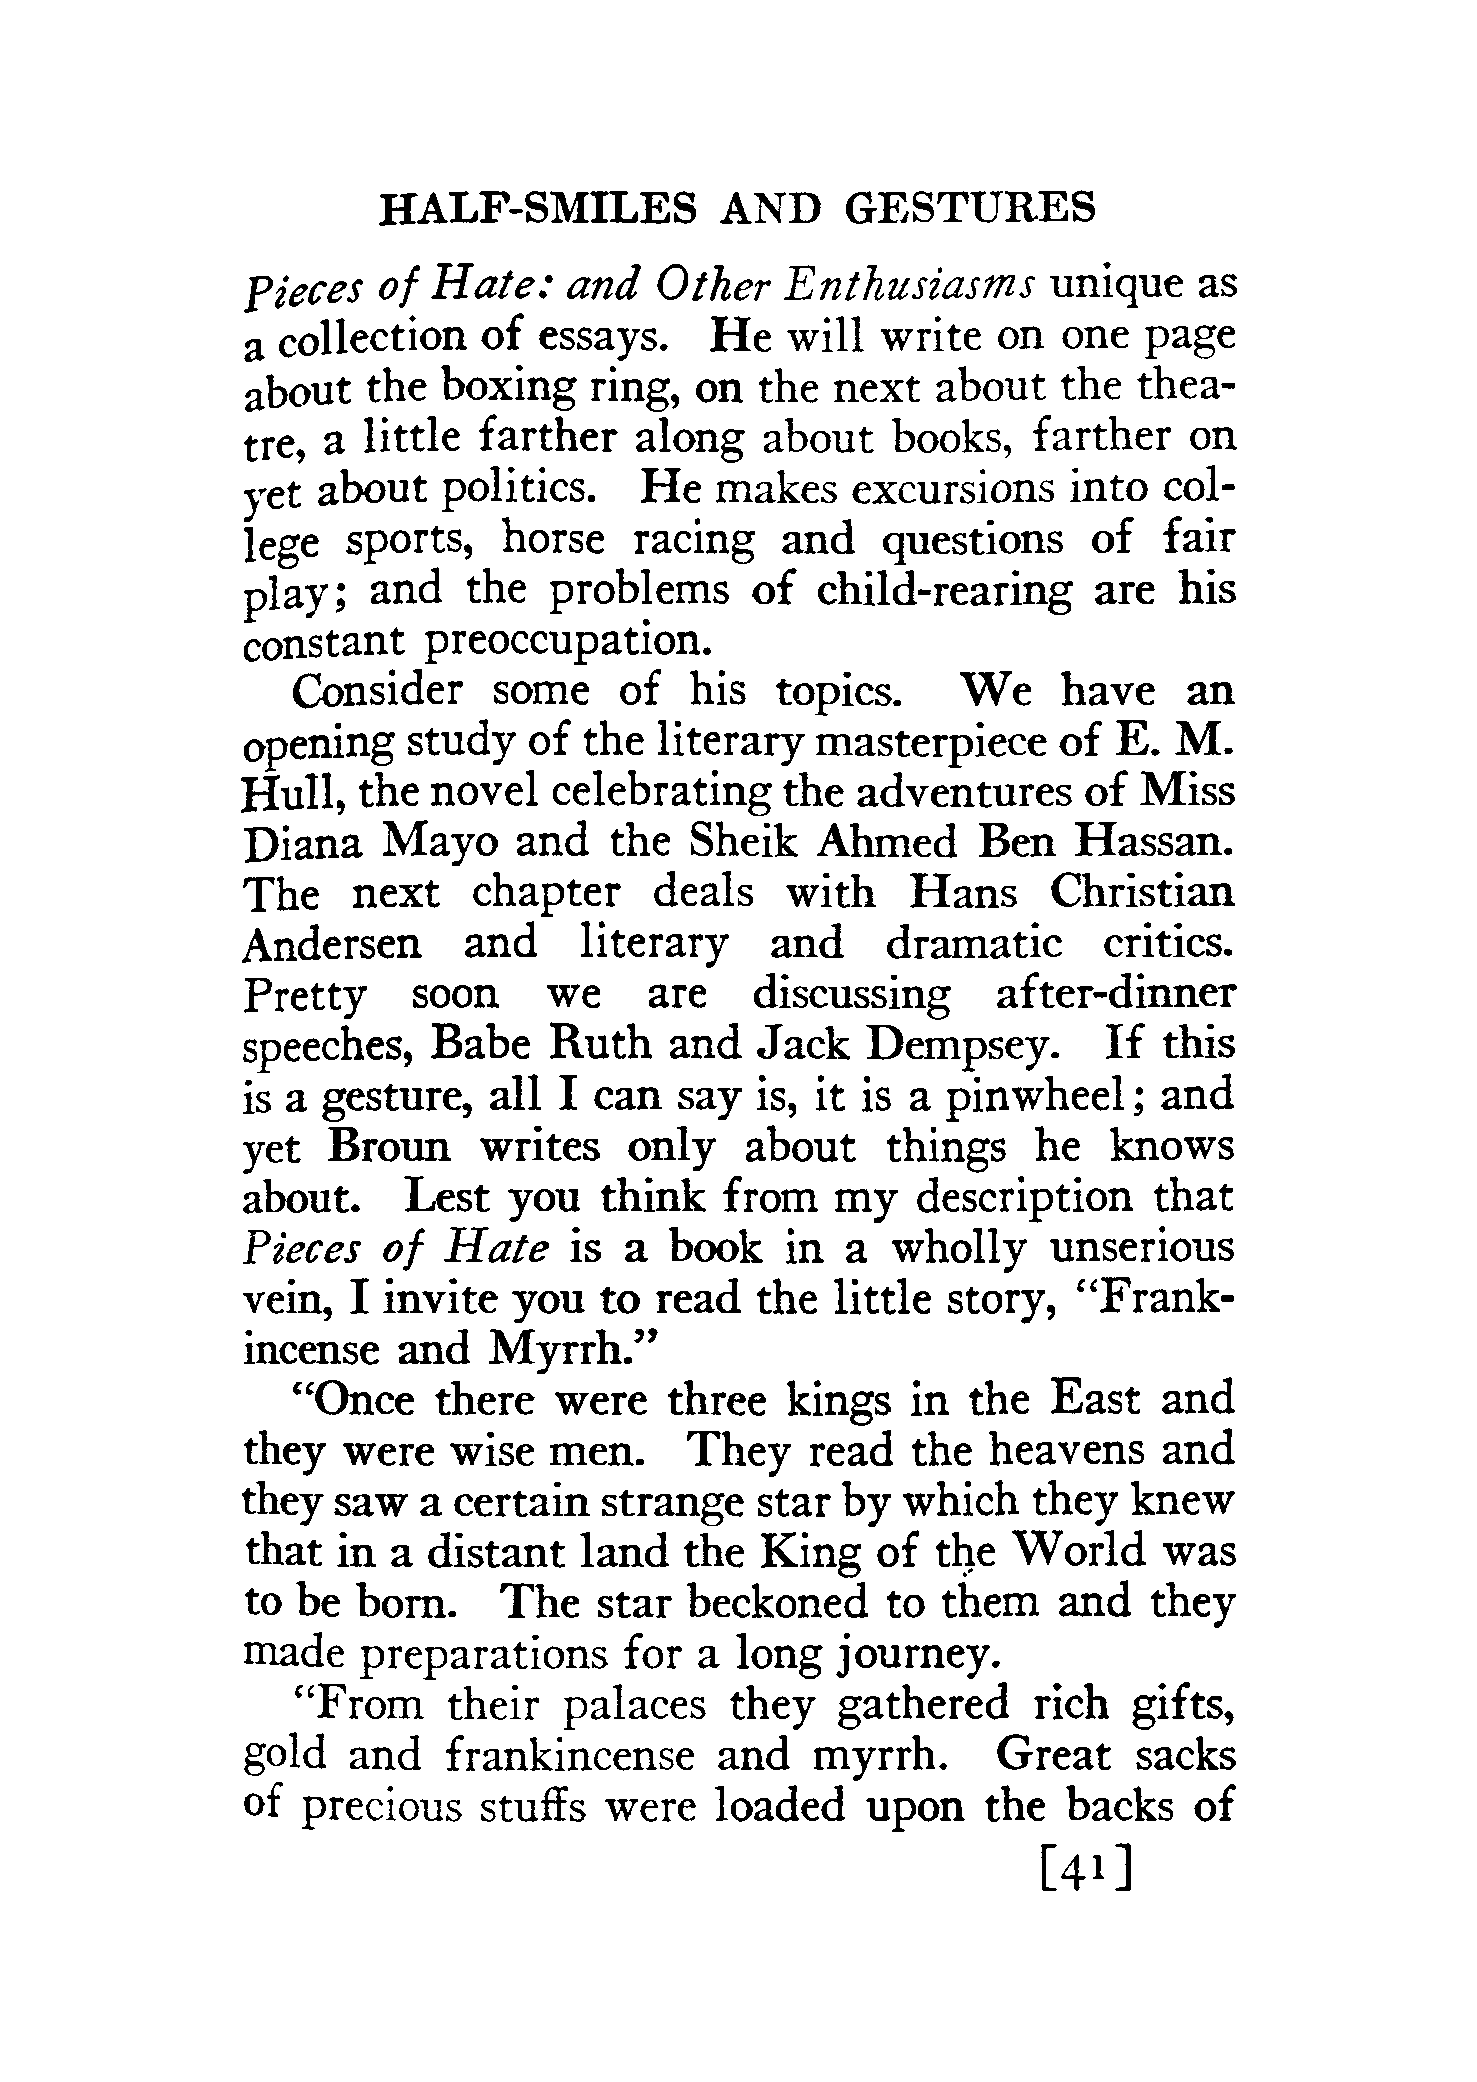 HALF-SMILES AND GESTURES
Pieces of Hate: and Other Enthusiasms unique as
a collection of essays. He will write on one page
about the boxing ring, on the next about the thea-
tre, a little farther along about books, farther on
yet about politics. He makes excursions into col-
lege sports, horse racing and questions of fair
play; and the problems of child-rearing are his
constant preoccupation.
Consider some of his topics. We have an
opening study of the literary masterpiece of E. M.
Hull, the novel celebrating the adventures of Miss
Diana Mayo and the Sheik Ahmed Ben Hassan.
The next chapter deals with Hans Christian
Andersen and literary and dramatic critics.
Pretty soon we are discussing after-dinner
speeches, Babe Ruth and Jack Dempsey. If this
is a gesture, all I can say is, it is a pinwheel; and
yet Broun writes only about things he knows
about. Lest you think from my description that
Pieces of Hate is a book in a wholly unserious
vein, I invite you to read the little story, "Frank-
incense and Myrrh."
"Once there were three kings in the East and
they were wise men. They read the heavens and
they saw a certain strange star by which they knew
that in a distant land the King of the World was
to be born. The star beckoned to them and they
made preparations for a long journey.
"From their palaces they gathered rich gifts,
gold and frankincense and myrrh. Great sacks
of precious stuffs were loaded upon the backs of
[41]